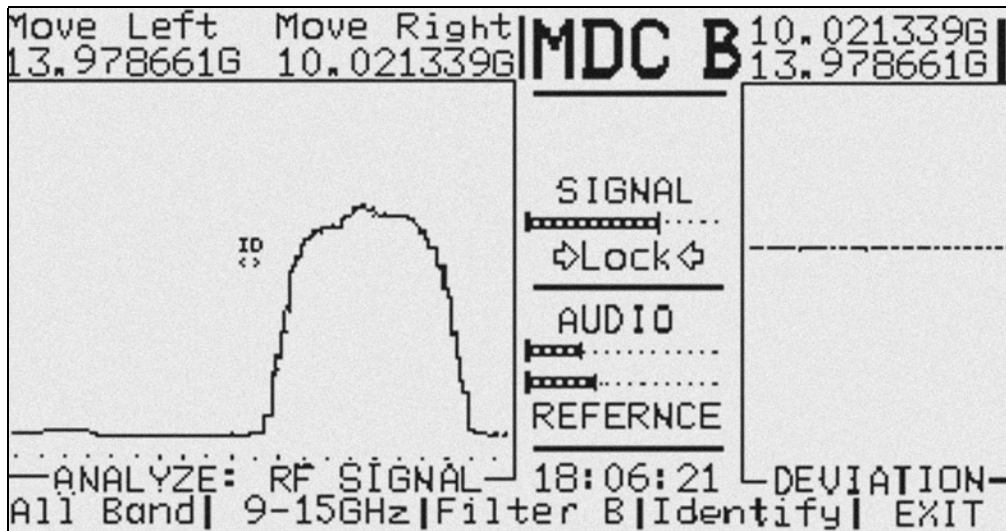 Move Left Move Right
13.978661G 10.021339G
MDC B
10.021339G
13.978661G
ID
SIGNAL
Lock
AUDIO
REFERNCE
18:06:21
ANALYZE: RF SIGNAL
DEVIATION
All Band| 9-15GHz|Filter B|Identify| EXIT